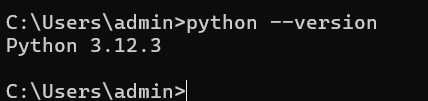 C:\Users\admin>python --version
Python 3.12.3
C:\Users\admin>